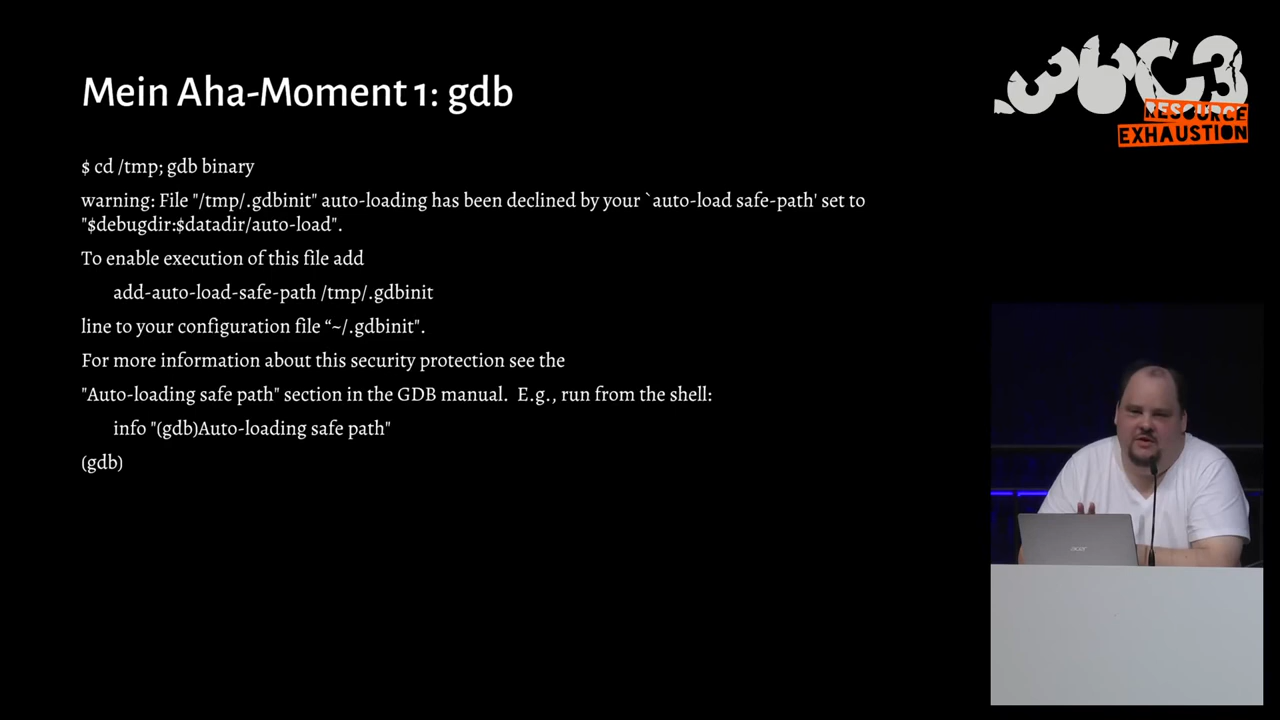 Mein Aha-Moment 1: gdb
36C3
RESOURCE
EXHAUSTION
$ cd /tmp; gdb binary
warning: File "/tmp/.gdbinit" auto-loading has been declined by your `auto-load safe-path' set to
"$debugdir:$datadir/auto-load".
To enable execution of this file add
add-auto-load-safe-path /tmp/.gdbinit
line to your configuration file “~/.gdbinit".
For more information about this security protection see the
"Auto-loading safe path" section in the GDB manual.  E.g., run from the shell:
info "(gdb)Auto-loading safe path"
(gdb)
acer